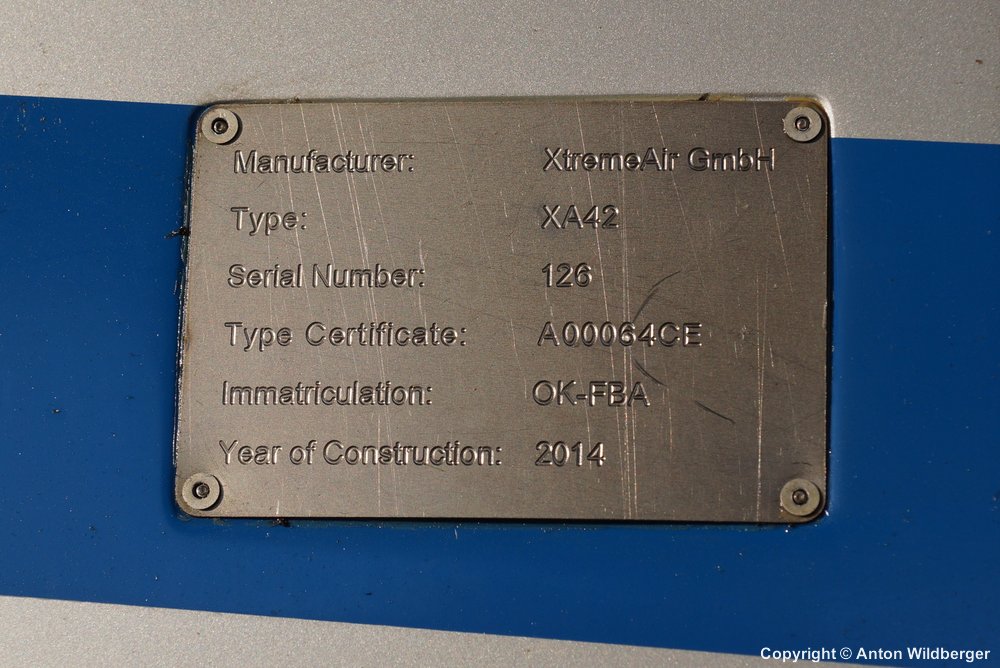 Manufacturer: XtremeAir GmbH
Type: XA42
Serial Number: 126
Type Certificate: A00064CE
Immatriculation: OK-FBA
Year of Construction: 2014
Copyright © Anton Wildberger